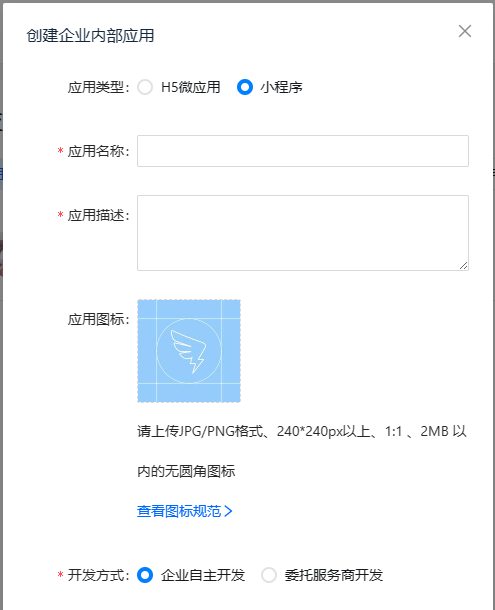 创建企业内部应用
应用类型： H5微应用 小程序
* 应用名称：
* 应用描述：
应用图标：
请上传JPG/PNG格式、240*240px以上、1:1 、2MB 以
内的无圆角图标
查看图标规范
* 开发方式： 企业自主开发 委托服务商开发